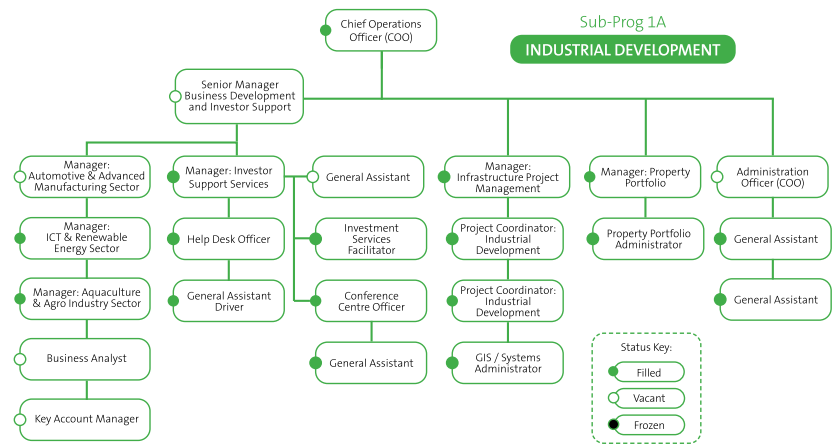 Sub-Prog 1A
INDUSTRIAL DEVELOPMENT
Chief Operations
Officer (COO)
Senior Manager
Business Development
and Investor Support
Manager:
Automotive & Advanced
Manufacturing Sector
Manager:
ICT & Renewable
Energy Sector
Manager: Aquaculture
& Agro Industry Sector
Business Analyst
Key Account Manager
Manager: Investor
Support Services
Help Desk Officer
General Assistant
Driver
General Assistant
Investment
Services
Facilitator
Conference
Centre Officer
General Assistant
Manager:
Infrastructure Project
Management
Project Coordinator:
Industrial
Development
Project Coordinator:
Industrial
Development
GIS / Systems
Administrator
Manager: Property
Portfolio
Property Portfolio
Administrator
Administration
Officer (COO)
General Assistant
General Assistant
Status Key:
Filled
Vacant
Frozen